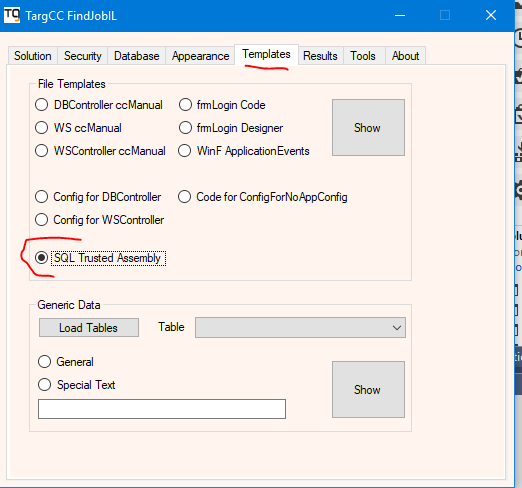 TQ TargCC FindJobIL
Solution Security Database Appearance Templates Results Tools About
File Templates
DBController ccManual frmLogin Code
WS ccManual frmLogin Designer Show
WSController ccManual WinF ApplicationEvents
Config for DBController Code for ConfigForNoAppConfig
Config for WSController
SQL Trusted Assembly
Generic Data
Load Tables Table
General
Special Text
Show